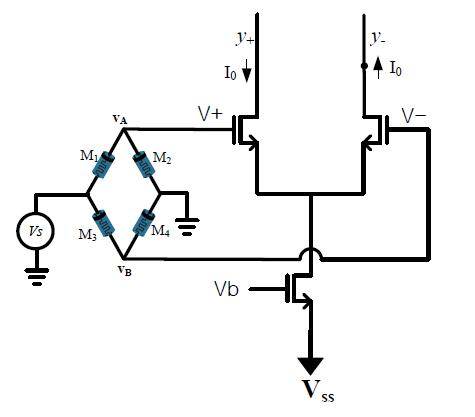 y+
y-
I₀
I₀
V+
V−
vA
M₁
M₂
Vs
M₃
M₄
vB
Vb
Vss